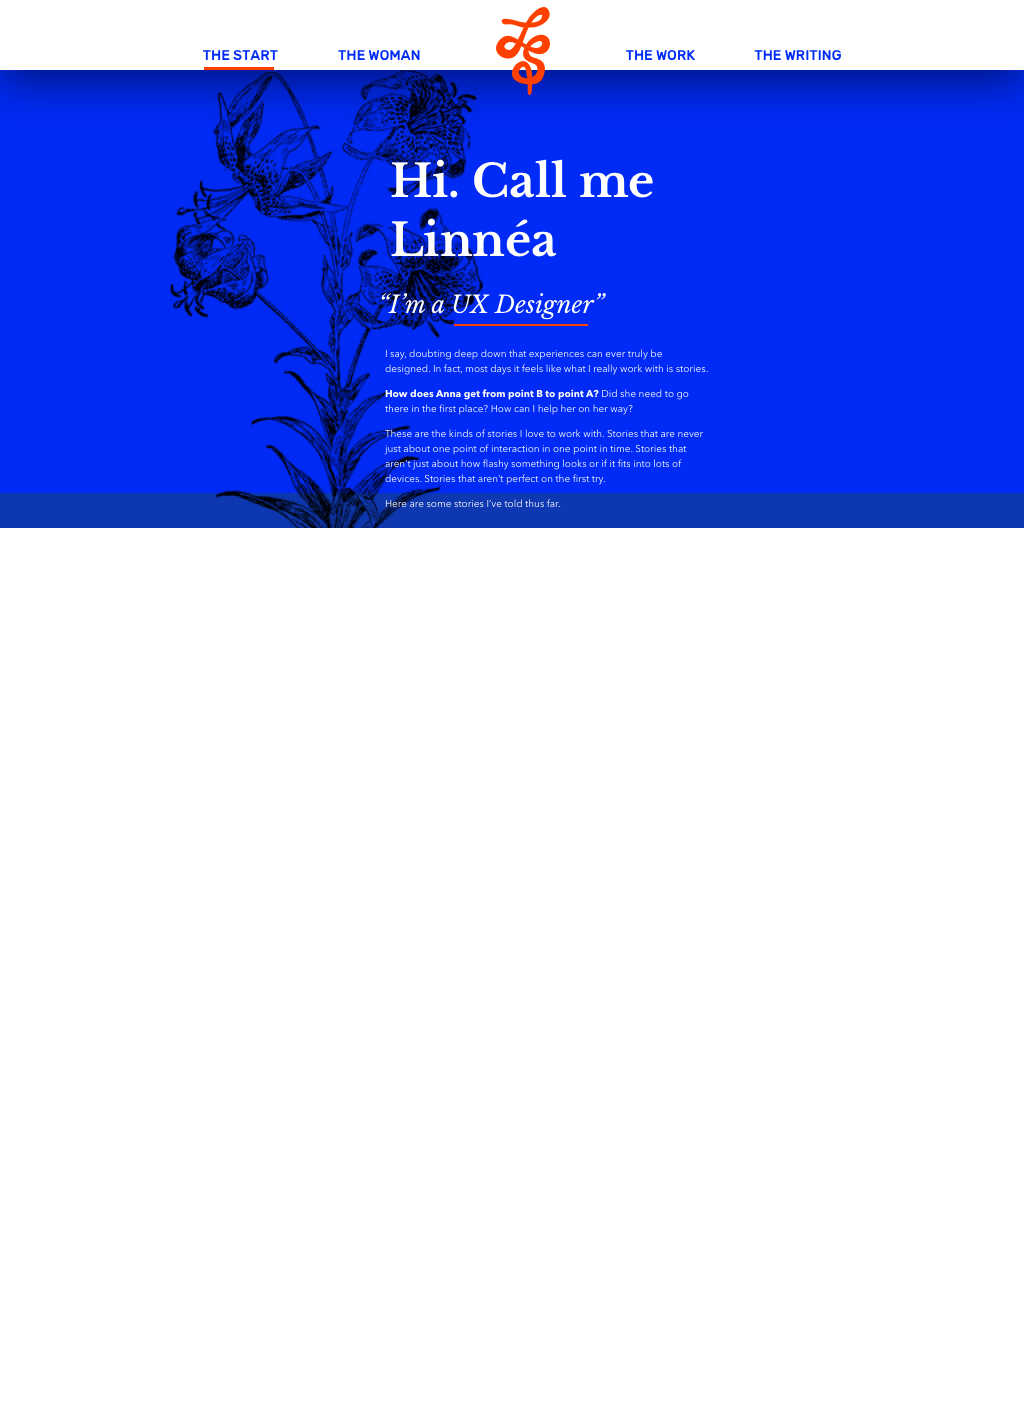 THE START
THE WOMAN
THE WORK
THE WRITING
Hi. Call me
Linnéa
“I’m a UX Designer”
I say, doubting deep down that experiences can ever truly be
designed. In fact, most days it feels like what I really work with is stories.
How does Anna get from point B to point A? Did she need to go
there in the first place? How can I help her on her way?
These are the kinds of stories I love to work with. Stories that are never
just about one point of interaction in one point in time. Stories that
aren’t just about how flashy something looks or if it fits into lots of
devices. Stories that aren’t perfect on the first try.
Here are some stories I’ve told thus far.